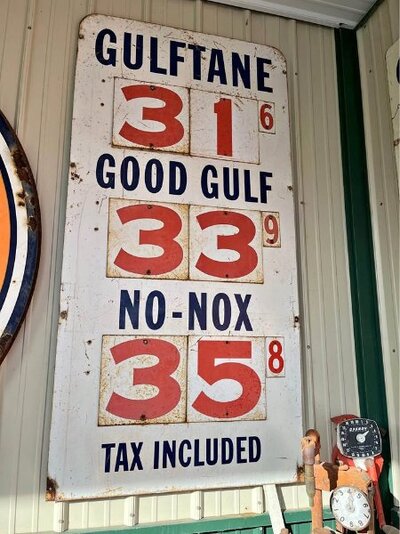 GULFTANE
31 6
GOOD GULF
33 9
NO-NOX
35 8
TAX INCLUDED